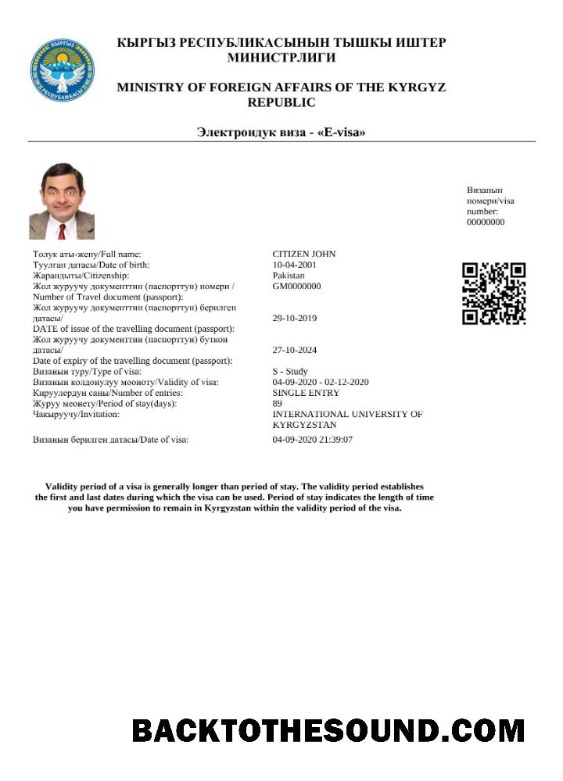 КЫРГЫЗ РЕСПУБЛИКАСЫНЫН ТЫШКЫ ИШТЕР
МИНИСТРЛИГИ
MINISTRY OF FOREIGN AFFAIRS OF THE KYRGYZ
REPUBLIC
Электрондук виза - «E-visa»
Визанын
номери/visa
number:
00000000
Толук аты-жөнү/Full name: CITIZEN JOHN
Туулган датасы/Date of birth: 10-04-2001
Жарандыгы/Citizenship: Pakistan
Жол жүрүүчү документтин (паспорттун) номери / GM0000000
Number of Travel document (passport):
Жол жүрүүчү документтин (паспорттун) берилген
датасы/ 29-10-2019
DATE of issue of the travelling document (passport):
Жол жүрүүчү документтин (паспорттун) бүткөн
датасы/ 27-10-2024
Date of expiry of the travelling document (passport):
Визанын түрү/Type of visa: S - Study
Визанын колдонулуу мөөнөтү/Validity of visa: 04-09-2020 - 02-12-2020
Кирүүлөрдүн саны/Number of entries: SINGLE ENTRY
Жүрүү мөөнөтү/Period of stay(days): 89
Чакыруучу/Invitation: INTERNATIONAL UNIVERSITY OF
KYRGYZSTAN
Визанын берилген датасы/Date of visa: 04-09-2020 21:39:07
Validity period of a visa is generally longer than period of stay. The validity period establishes
the first and last dates during which the visa can be used. Period of stay indicates the length of time
you have permission to remain in Kyrgyzstan within the validity period of the visa.
BACKTOTHESOUND.COM